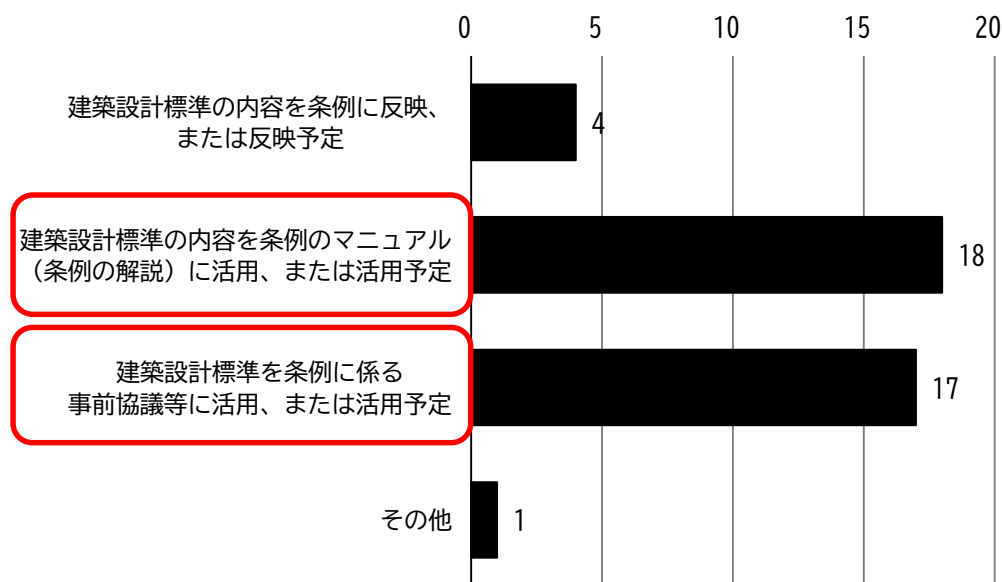 0 5 10 15 20
建築設計標準の内容を条例に反映、
または反映予定
4
建築設計標準の内容を条例のマニュアル
（条例の解説）に活用、または活用予定
18
建築設計標準を条例に係る
事前協議等に活用、または活用予定
17
その他
1